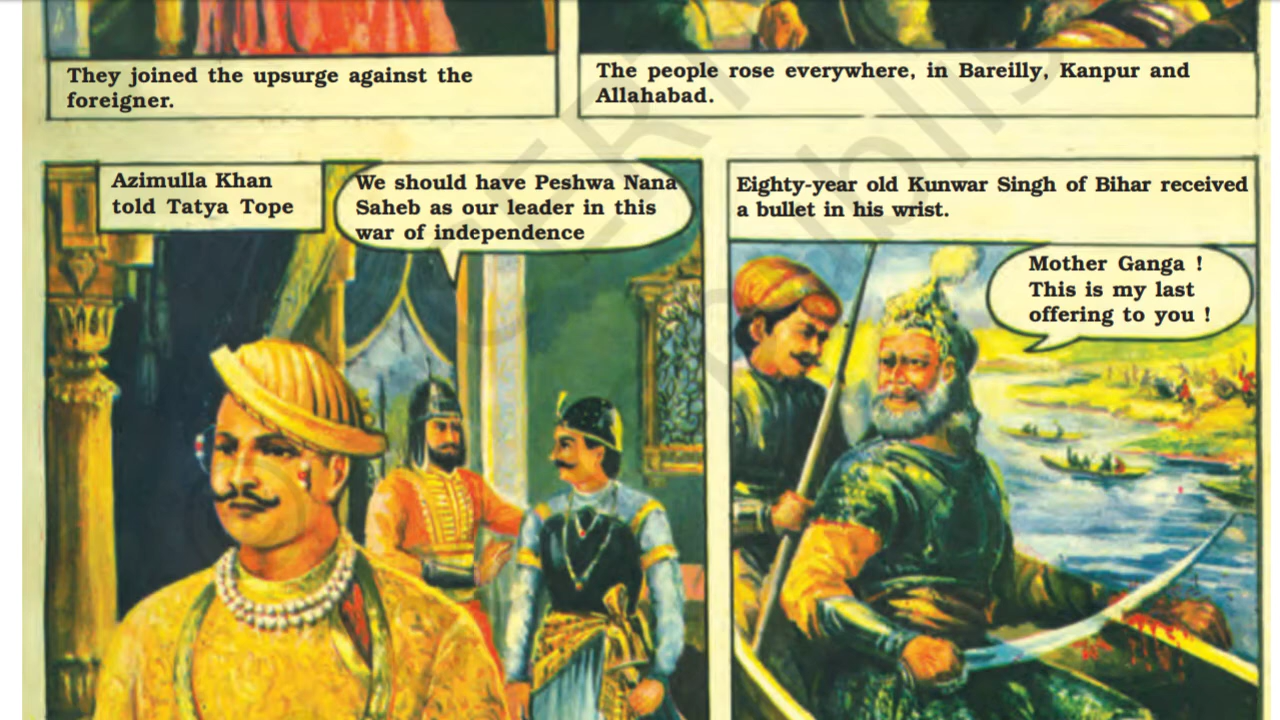 They joined the upsurge against the
foreigner.
The people rose everywhere, in Bareilly, Kanpur and
Allahabad.
Azimulla Khan
told Tatya Tope
We should have Peshwa Nana
Saheb as our leader in this
war of independence
Eighty-year old Kunwar Singh of Bihar received
a bullet in his wrist.
Mother Ganga !
This is my last
offering to you !